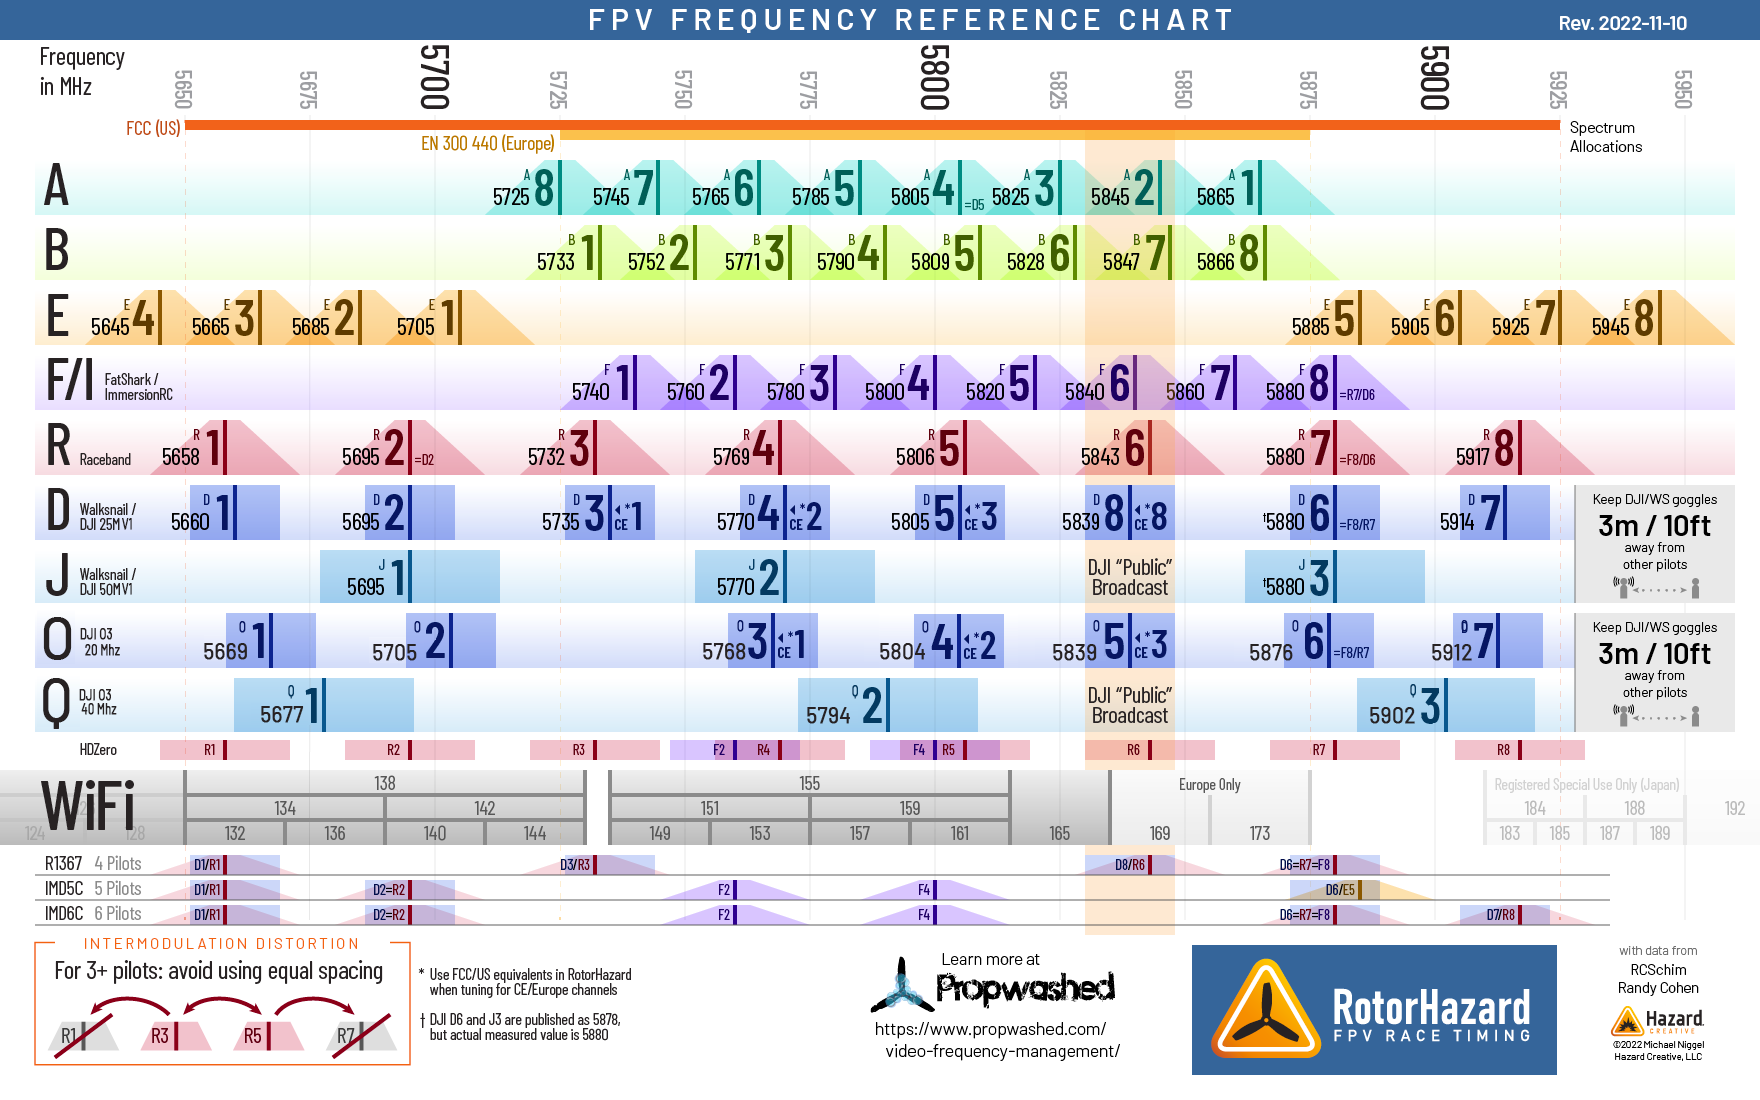 FPV FREQUENCY REFERENCE CHART
Rev. 2022-11-10
Frequency
in MHz
5650 5675 5700 5725 5750 5775 5800 5825 5850 5875 5900 5925 5950
FCC (US)
EN 300 440 (Europe)
Spectrum
Allocations
A
A 5725 8 A 5745 7 A 5765 6 A 5785 5 A 5805 4 =D5 A 5825 3 A 5845 2 A 5865 1
B
B 5733 1 B 5752 2 B 5771 3 B 5790 4 B 5809 5 B 5828 6 B 5847 7 B 5866 8
E
E 5645 4 E 5665 3 E 5685 2 E 5705 1 E 5885 5 E 5905 6 E 5925 7 E 5945 8
F/I
FatShark /
ImmersionRC
F 5740 1 F 5760 2 F 5780 3 F 5800 4 F 5820 5 F 5840 6 F 5860 7 F 5880 8 =R7/D6
R
Raceband
R 5658 1 R 5695 2 =D2 R 5732 3 R 5769 4 R 5806 5 R 5843 6 R 5880 7 =F8/D6 R 5917 8
D
Walksnail /
DJI 25M V1
D 5660 1 D 5695 2 D 5735 3 CE *1 D 5770 4 CE *2 D 5805 5 CE *3 D 5839 8 CE *8 D †5880 6 =F8/R7 D 5914 7
J
Walksnail /
DJI 50M V1
J 5695 1 J 5770 2 DJI "Public" Broadcast J †5880 3
Keep DJI/WS goggles
3m / 10ft
away from
other pilots
O
DJI O3
20 Mhz
O 5669 1 O 5705 2 O 5768 3 CE *1 O 5804 4 CE *2 O 5839 5 CE *3 O 5876 6 =F8/R7 5912 7
Q
DJI O3
40 Mhz
Q 5677 1 Q 5794 2 DJI "Public" Broadcast Q 5902 3
Keep DJI/WS goggles
3m / 10ft
away from
other pilots
HDZero
R1 R2 R3 F2 R4 F4 R5 R6 R7 R8
WiFi
138 155 Europe Only Registered Special Use Only (Japan)
134 142 151 159 184 188 192
124 128 132 136 140 144 149 153 157 161 165 169 173 183 185 187 189
R1367 4 Pilots D1/R1 D3/R3 D8/R6 D6=R7=F8
IMD5C 5 Pilots D1/R1 D2=R2 F2 F4 D6/E5
IMD6C 6 Pilots D1/R1 D2=R2 F2 F4 D6=R7=F8 D7/R8
INTERMODULATION DISTORTION
For 3+ pilots: avoid using equal spacing
R1 R3 R5 R7
* Use FCC/US equivalents in RotorHazard
when tuning for CE/Europe channels
† DJI D6 and J3 are published as 5878,
but actual measured value is 5880
Learn more at
Propwashed
https://www.propwashed.com/
video-frequency-management/
RotorHazard
FPV RACE TIMING
with data from
RCSchim
Randy Cohen
Hazard
CREATIVE
©2022 Michael Niggel
Hazard Creative, LLC